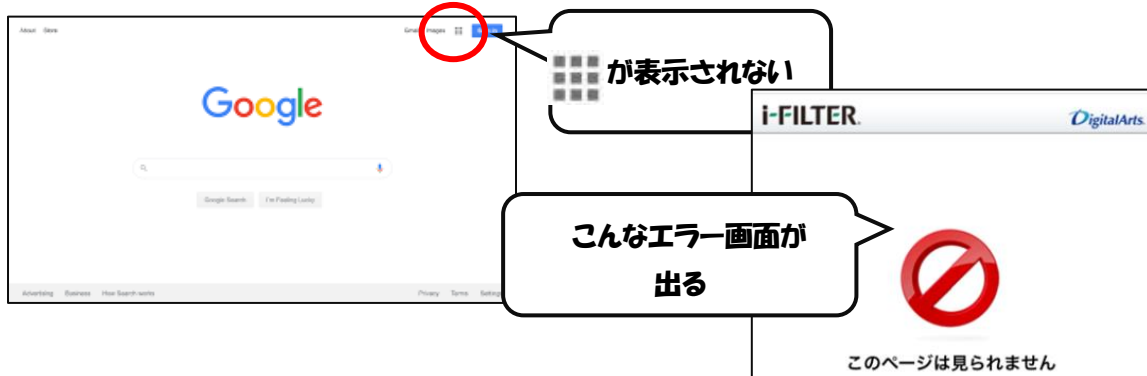 About Store
Gmail Images
Google
Google Search I'm Feeling Lucky
Advertising Business How Search works
Privacy Terms Settings
が表示されない
i-FILTER.
DigitalArts.
こんなエラー画面が
出る
このページは見られません